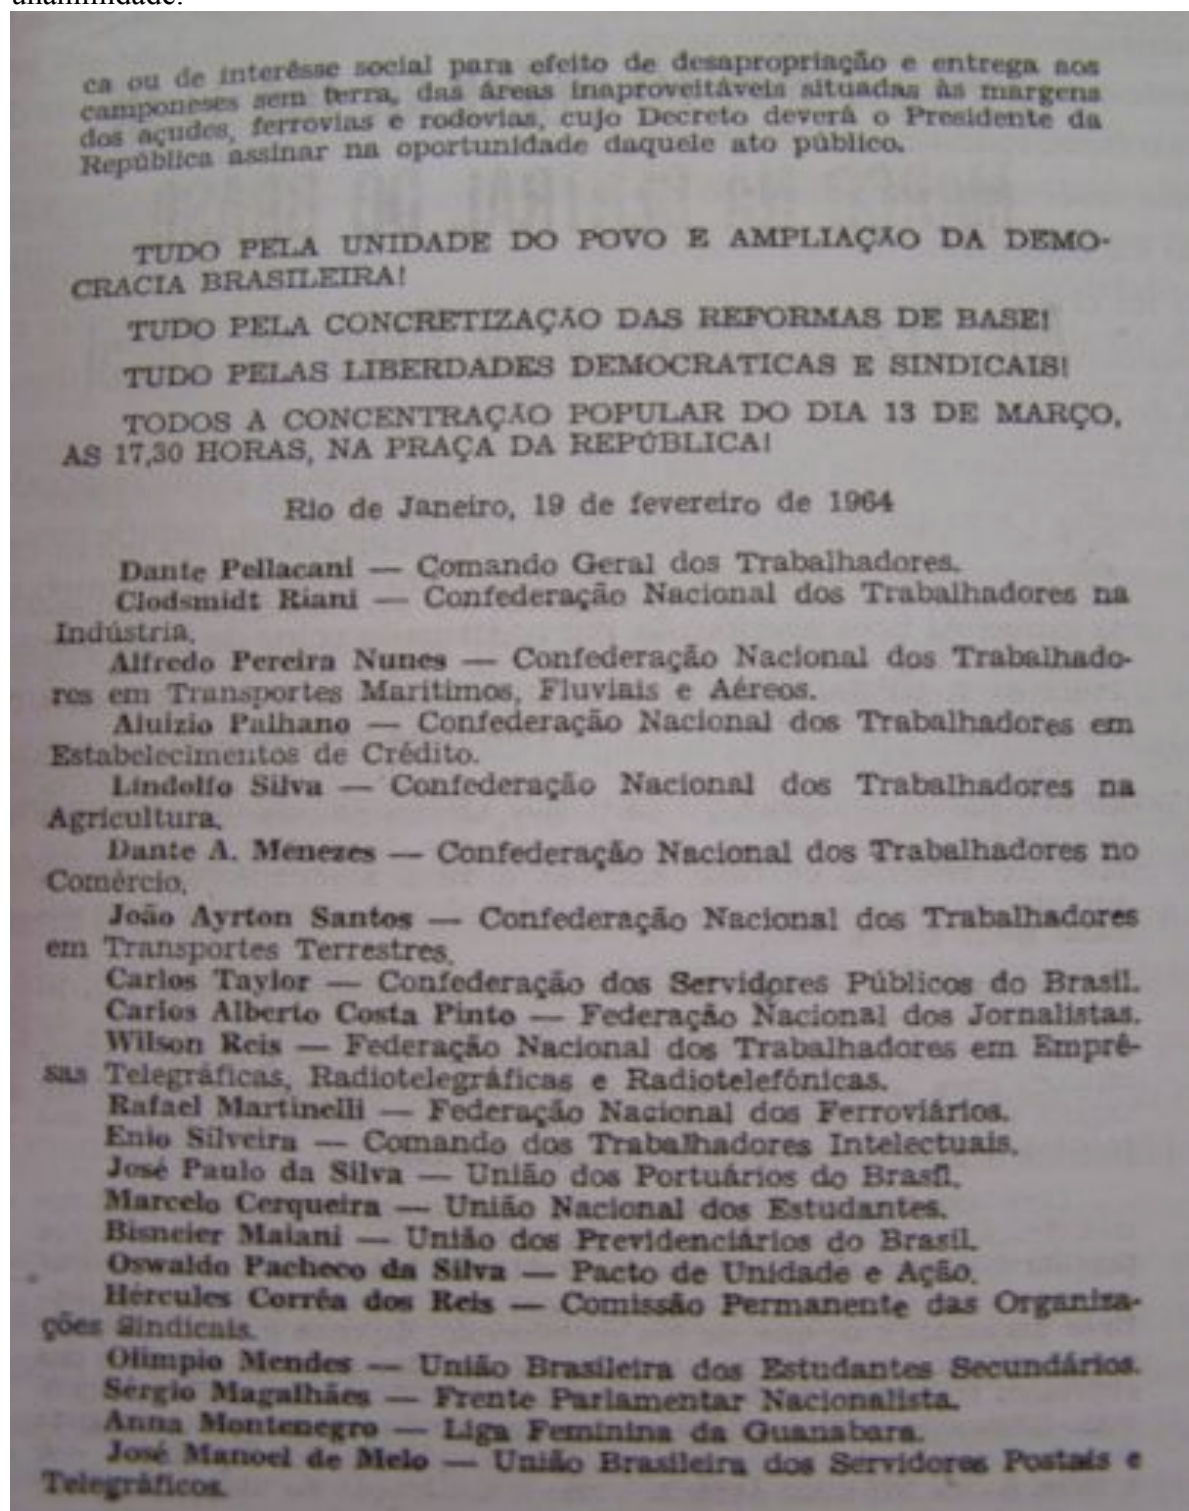 unanimidade.
ca ou de interêsse social para efeito de desapropriação e entrega aos
camponeses sem terra, das áreas inaproveitáveis situadas às margens
dos açudes, ferrovias e rodovias, cujo Decreto deverá o Presidente da
República assinar na oportunidade daquele ato público.
TUDO PELA UNIDADE DO POVO E AMPLIAÇÃO DA DEMO-
CRACIA BRASILEIRA!
TUDO PELA CONCRETIZAÇÃO DAS REFORMAS DE BASE!
TUDO PELAS LIBERDADES DEMOCRATICAS E SINDICAIS!
TODOS A CONCENTRAÇÃO POPULAR DO DIA 13 DE MARÇO,
AS 17,30 HORAS, NA PRAÇA DA REPÚBLICA!
Rio de Janeiro, 19 de fevereiro de 1964
Dante Pellacani — Comando Geral dos Trabalhadores.
Clodsmidt Riani — Confederação Nacional dos Trabalhadores na
Indústria.
Alfredo Pereira Nunes — Confederação Nacional dos Trabalhado-
res em Transportes Marítimos, Fluviais e Aéreos.
Aluizio Palhano — Confederação Nacional dos Trabalhadores em
Estabelecimentos de Crédito.
Lindolfo Silva — Confederação Nacional dos Trabalhadores na
Agricultura.
Dante A. Menezes — Confederação Nacional dos Trabalhadores no
Comércio.
João Ayrton Santos — Confederação Nacional dos Trabalhadores
em Transportes Terrestres.
Carlos Taylor — Confederação dos Servidores Públicos do Brasil.
Carlos Alberto Costa Pinto — Federação Nacional dos Jornalistas.
Wilson Reis — Federação Nacional dos Trabalhadores em Emprê-
sas Telegráficas, Radiotelegráficas e Radiotelefônicas.
Rafael Martinelli — Federação Nacional dos Ferroviários.
Enio Silveira — Comando dos Trabalhadores Intelectuais.
José Paulo da Silva — União dos Portuários do Brasil.
Marcelo Cerqueira — União Nacional dos Estudantes.
Bisneier Maiani — União dos Previdenciários do Brasil.
Oswaldo Pacheco da Silva — Pacto de Unidade e Ação.
Hércules Corrêa dos Reis — Comissão Permanente das Organiza-
ções Sindicais.
Olimpio Mendes — União Brasileira dos Estudantes Secundários.
Sérgio Magalhães — Frente Parlamentar Nacionalista.
Anna Montenegro — Liga Feminina da Guanabara.
José Manoel de Melo — União Brasileira dos Servidores Postais e
Telegráficos.